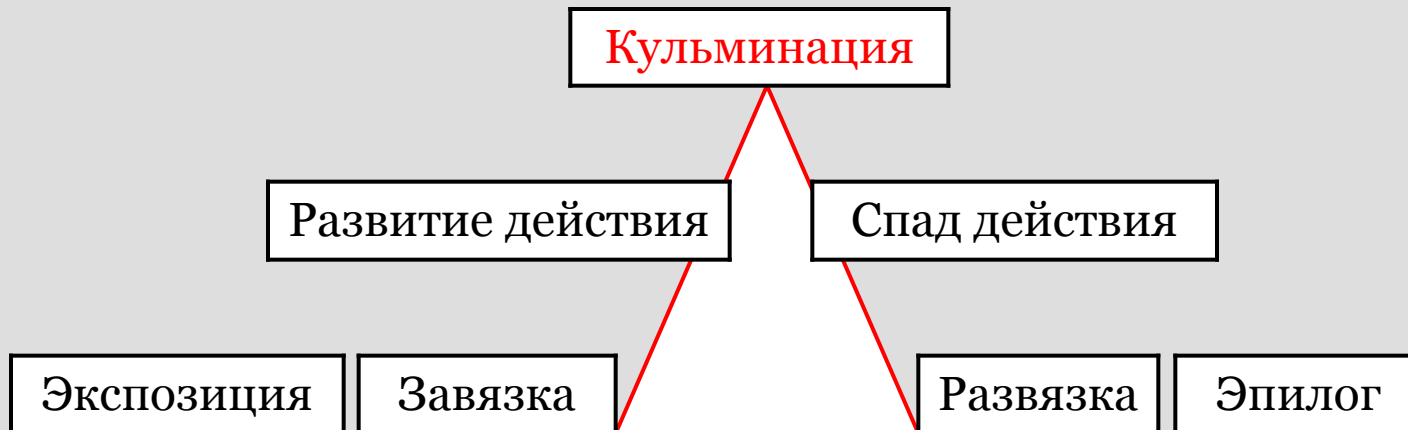 Кульминация
Развитие действия
Спад действия
Экспозиция
Завязка
Развязка
Эпилог